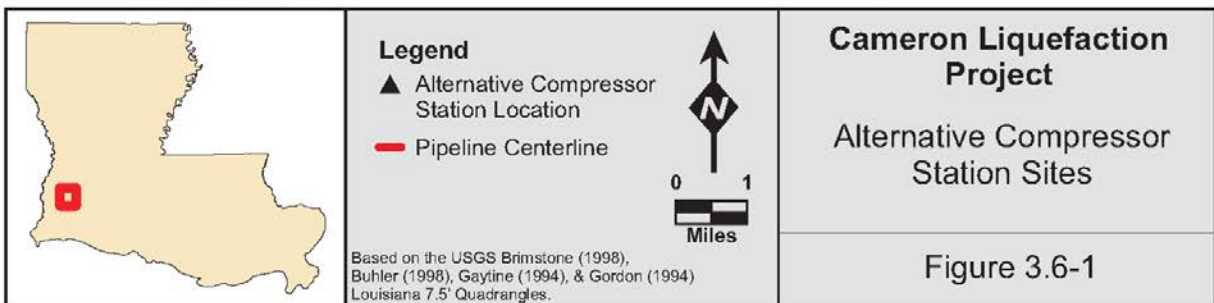 Legend
Alternative Compressor
Station Location
Pipeline Centerline
Based on the USGS Brimstone (1998),
Buhler (1998), Gaytine (1994), & Gordon (1994)
Louisiana 7.5' Quadrangles.
N
0 1
Miles
Cameron Liquefaction
Project
Alternative Compressor
Station Sites
Figure 3.6-1